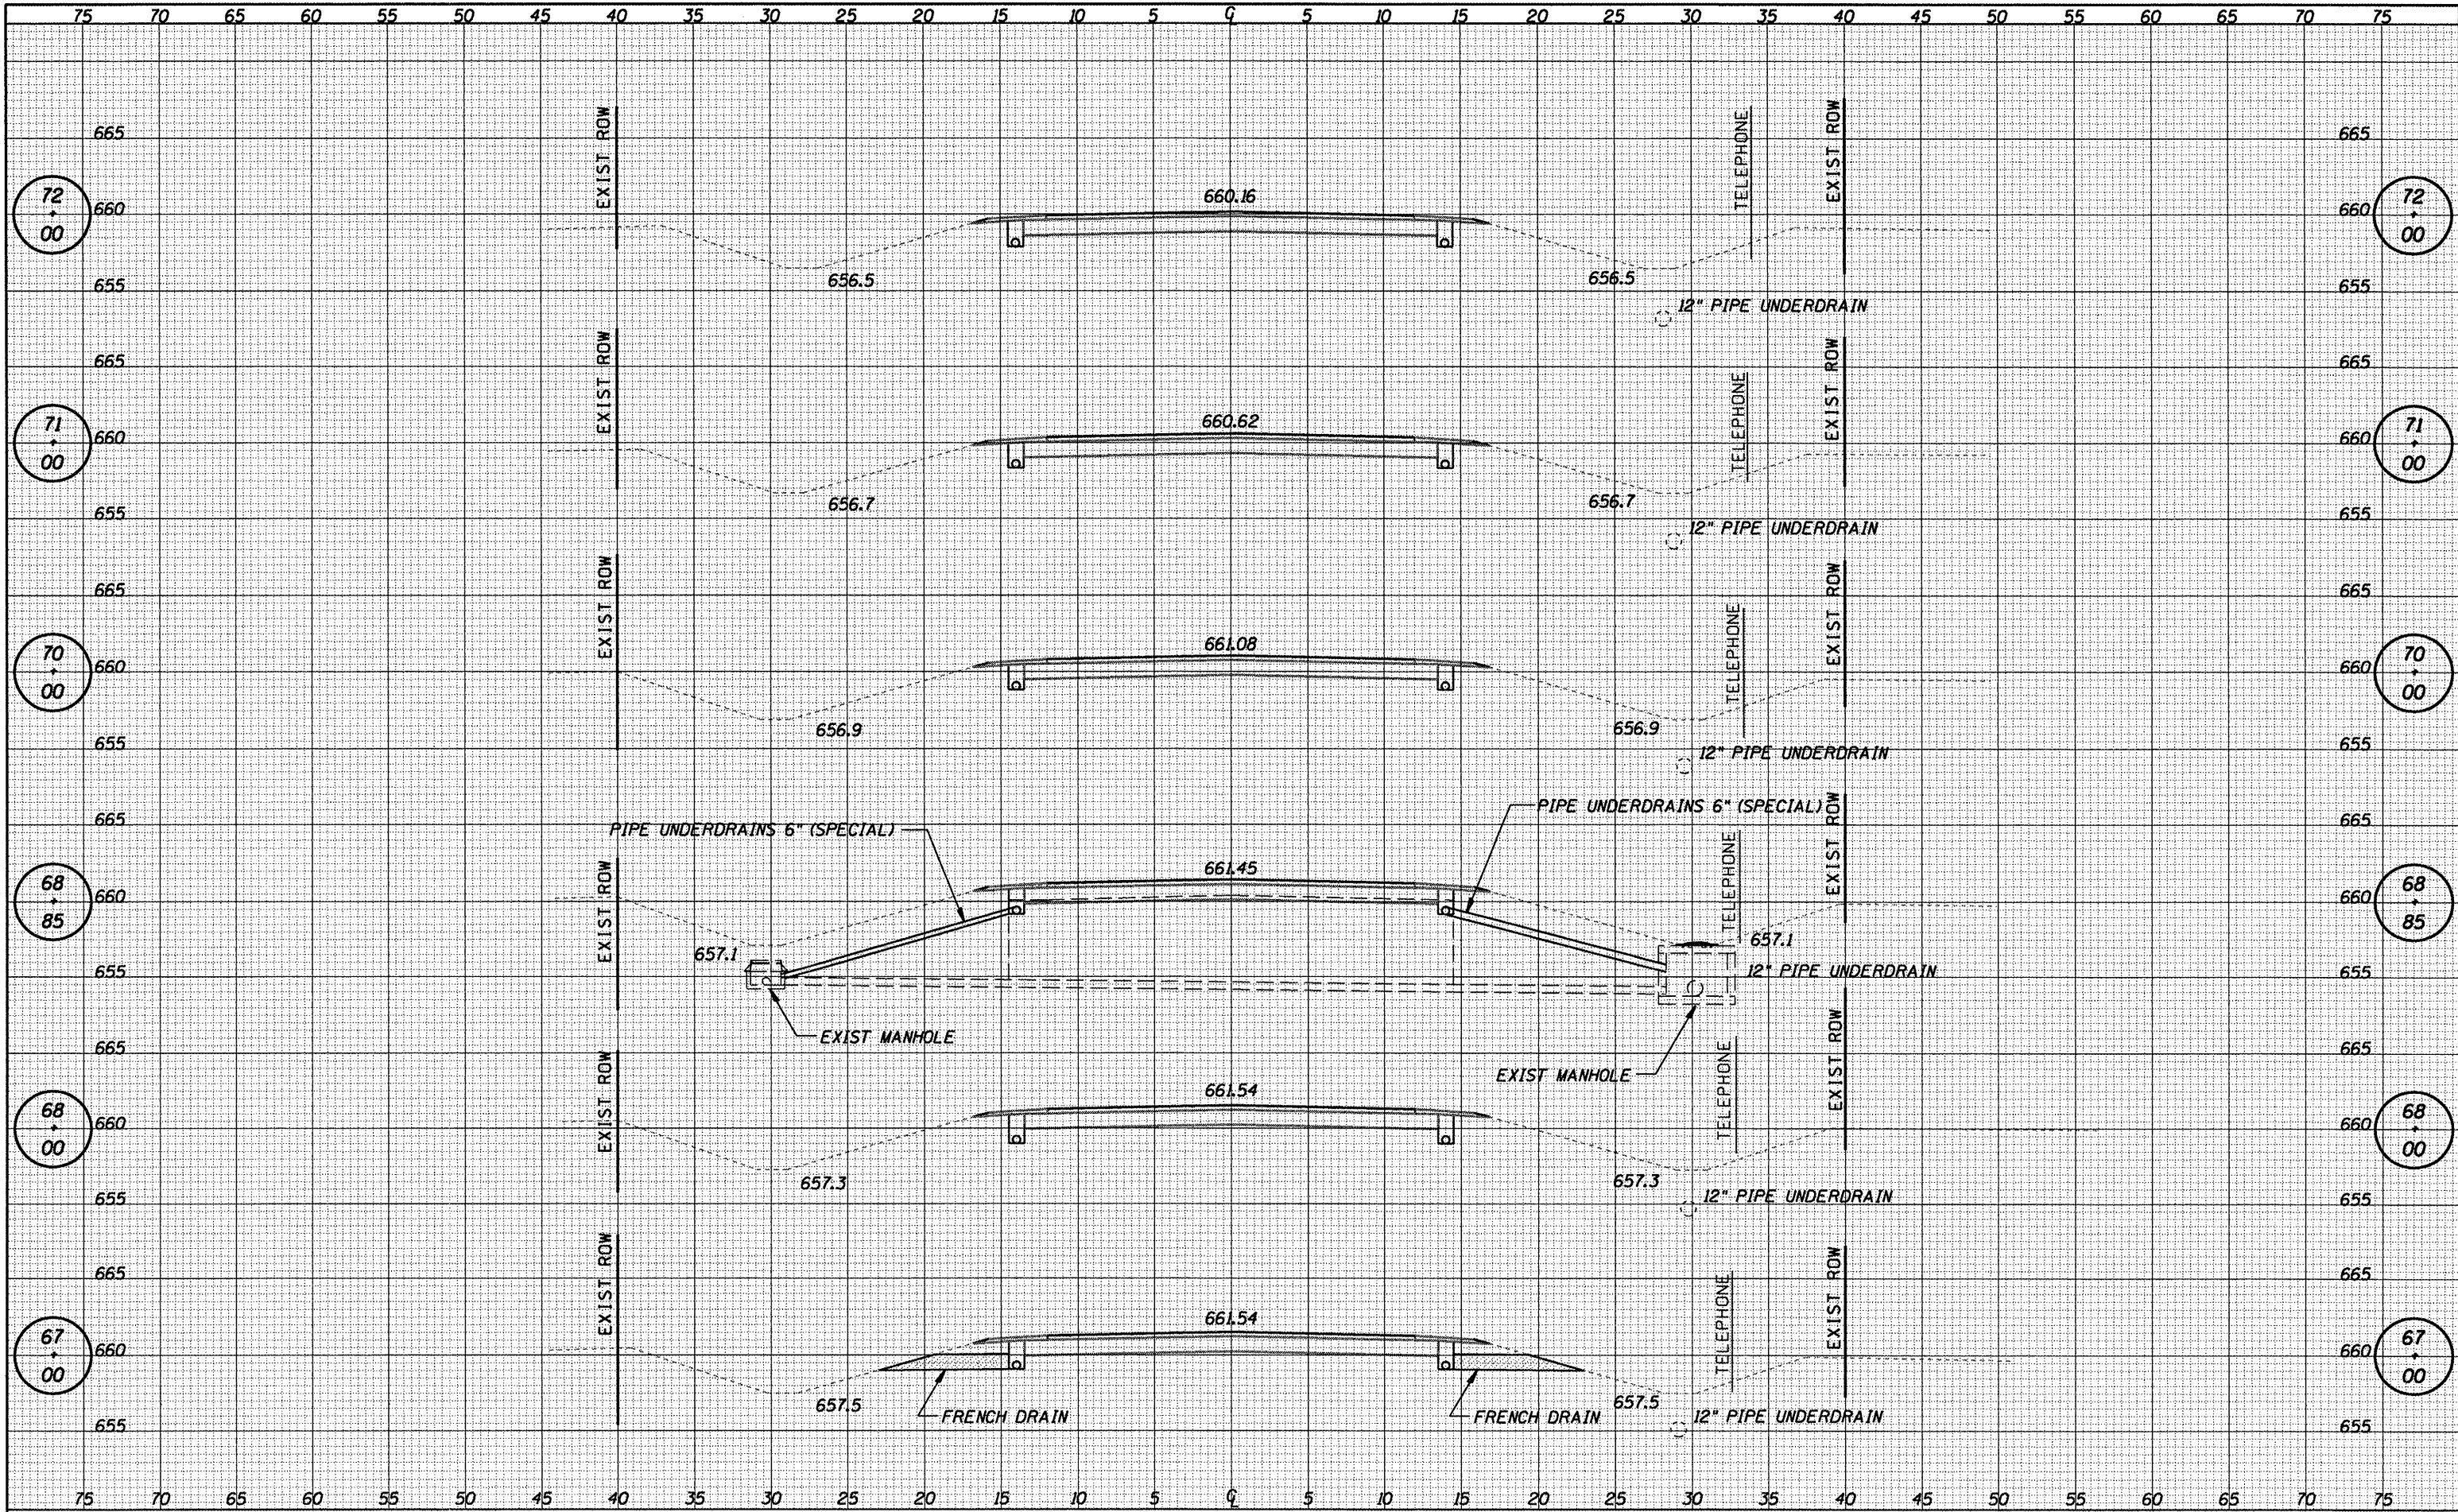 75 70 65 60 55 50 45 40 35 30 25 20 15 10 5 ℄ 5 10 15 20 25 30 35 40 45 50 55 60 65 70 75
665 EXIST ROW TELEPHONE EXIST ROW 665
72 + 00 660 660.16 660 72 + 00
656.5 656.5
655 12" PIPE UNDERDRAIN 655
665 EXIST ROW TELEPHONE EXIST ROW 665
71 + 00 660 660.62 660 71 + 00
656.7 656.7
655 12" PIPE UNDERDRAIN 655
665 EXIST ROW TELEPHONE EXIST ROW 665
70 + 00 660 661.08 660 70 + 00
656.9 656.9
655 12" PIPE UNDERDRAIN 655
PIPE UNDERDRAINS 6" (SPECIAL)
665 PIPE UNDERDRAINS 6" (SPECIAL) 665
EXIST ROW TELEPHONE EXIST ROW
68 + 85 660 661.45 660 68 + 85
657.1 657.1
655 12" PIPE UNDERDRAIN 655
EXIST MANHOLE
665 EXIST ROW TELEPHONE EXIST ROW 665
EXIST MANHOLE
68 + 00 660 661.54 660 68 + 00
657.3 657.3
655 12" PIPE UNDERDRAIN 655
665 EXIST ROW TELEPHONE EXIST ROW 665
67 + 00 660 661.54 660 67 + 00
657.5 657.5
FRENCH DRAIN FRENCH DRAIN 12" PIPE UNDERDRAIN
655 655
75 70 65 60 55 50 45 40 35 30 25 20 15 10 5 ℄ 5 10 15 20 25 30 35 40 45 50 55 60 65 70 75